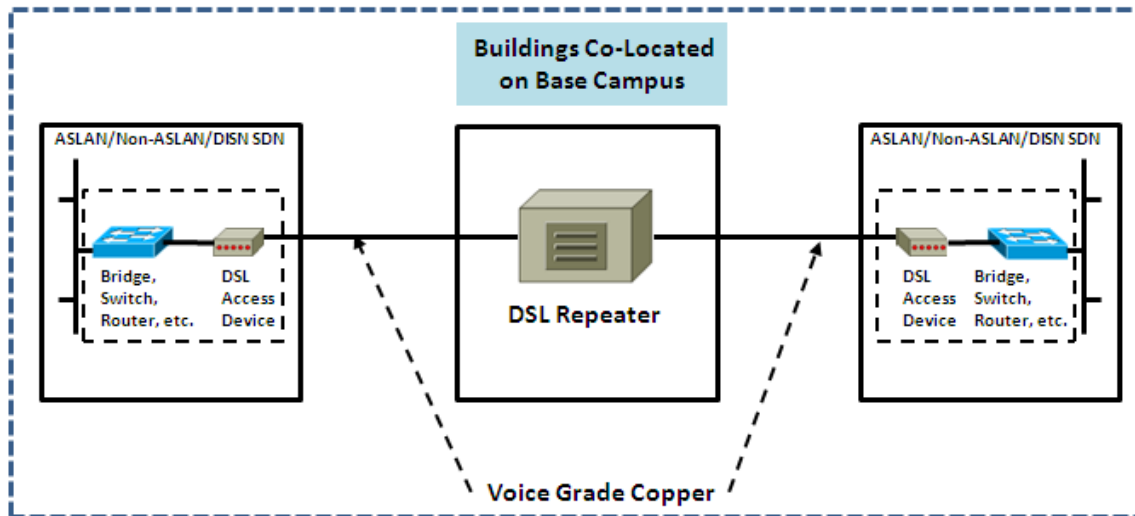 Buildings Co-Located
on Base Campus
ASLAN/Non-ASLAN/DISN SDN
Bridge,
Switch,
Router, etc.
DSL
Access
Device
DSL Repeater
ASLAN/Non-ASLAN/DISN SDN
DSL
Access
Device
Bridge,
Switch,
Router, etc.
Voice Grade Copper